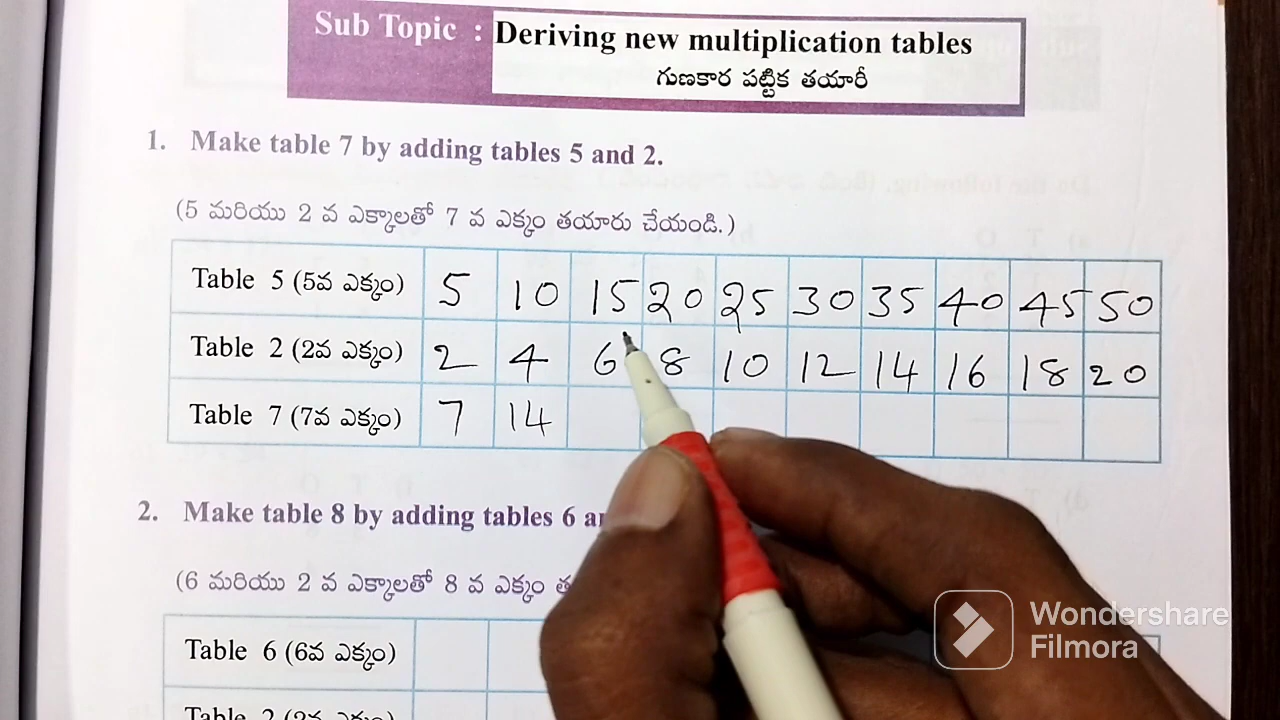 Sub Topic : Deriving new multiplication tables
గుణకార పట్టిక తయారీ
1. Make table 7 by adding tables 5 and 2.
(5 మరియు 2 వ ఎక్కాలతో 7 వ ఎక్కం తయారు చేయండి.)
Table 5 (5వ ఎక్కం) 5 10 15 20 25 30 35 40 45 50
Table 2 (2వ ఎక్కం) 2 4 6 8 10 12 14 16 18 20
Table 7 (7వ ఎక్కం) 7 14
2. Make table 8 by adding tables 6
(6 మరియు 2 వ ఎక్కాలతో 8 వ ఎక్కం
Table 6 (6వ ఎక్కం)
Table 2 (2వ ఎక్కం)
Wondershare
Filmora